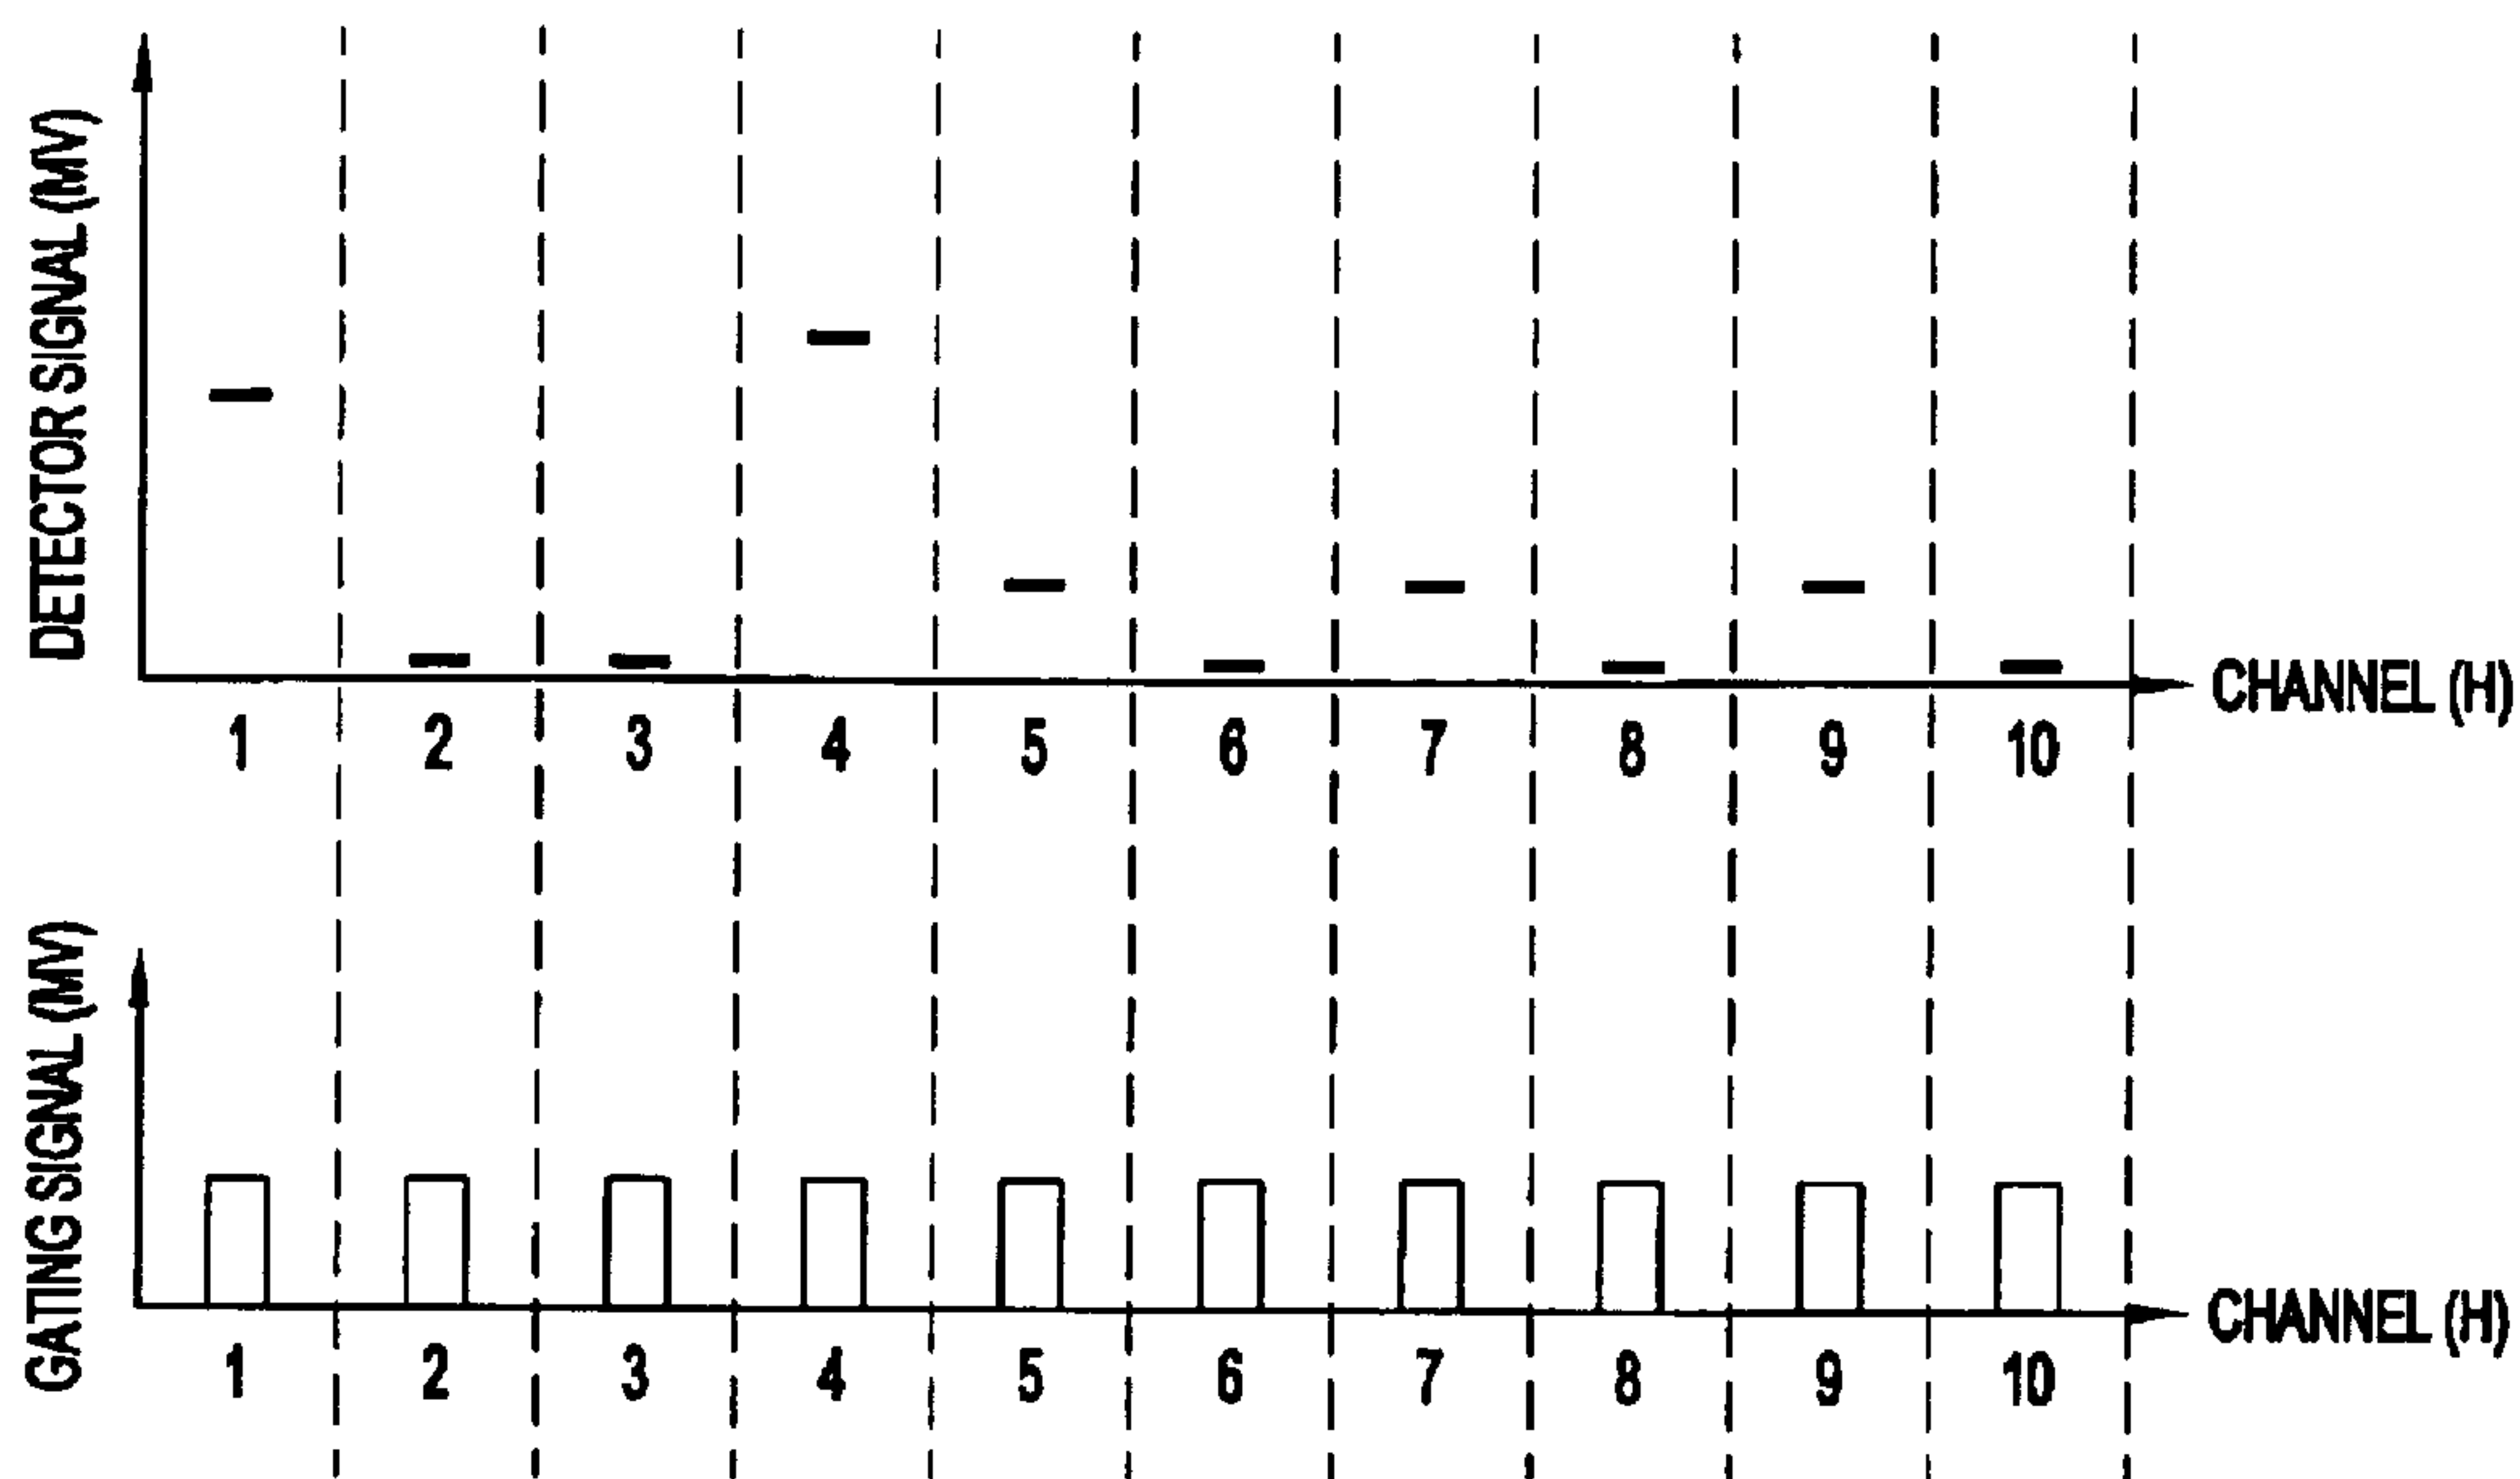 DETECTOR SIGNAL (MV)
CHANNEL (H)
1 2 3 4 5 6 7 8 9 10
GATING SIGNAL (MV)
CHANNEL (H)
1 2 3 4 5 6 7 8 9 10